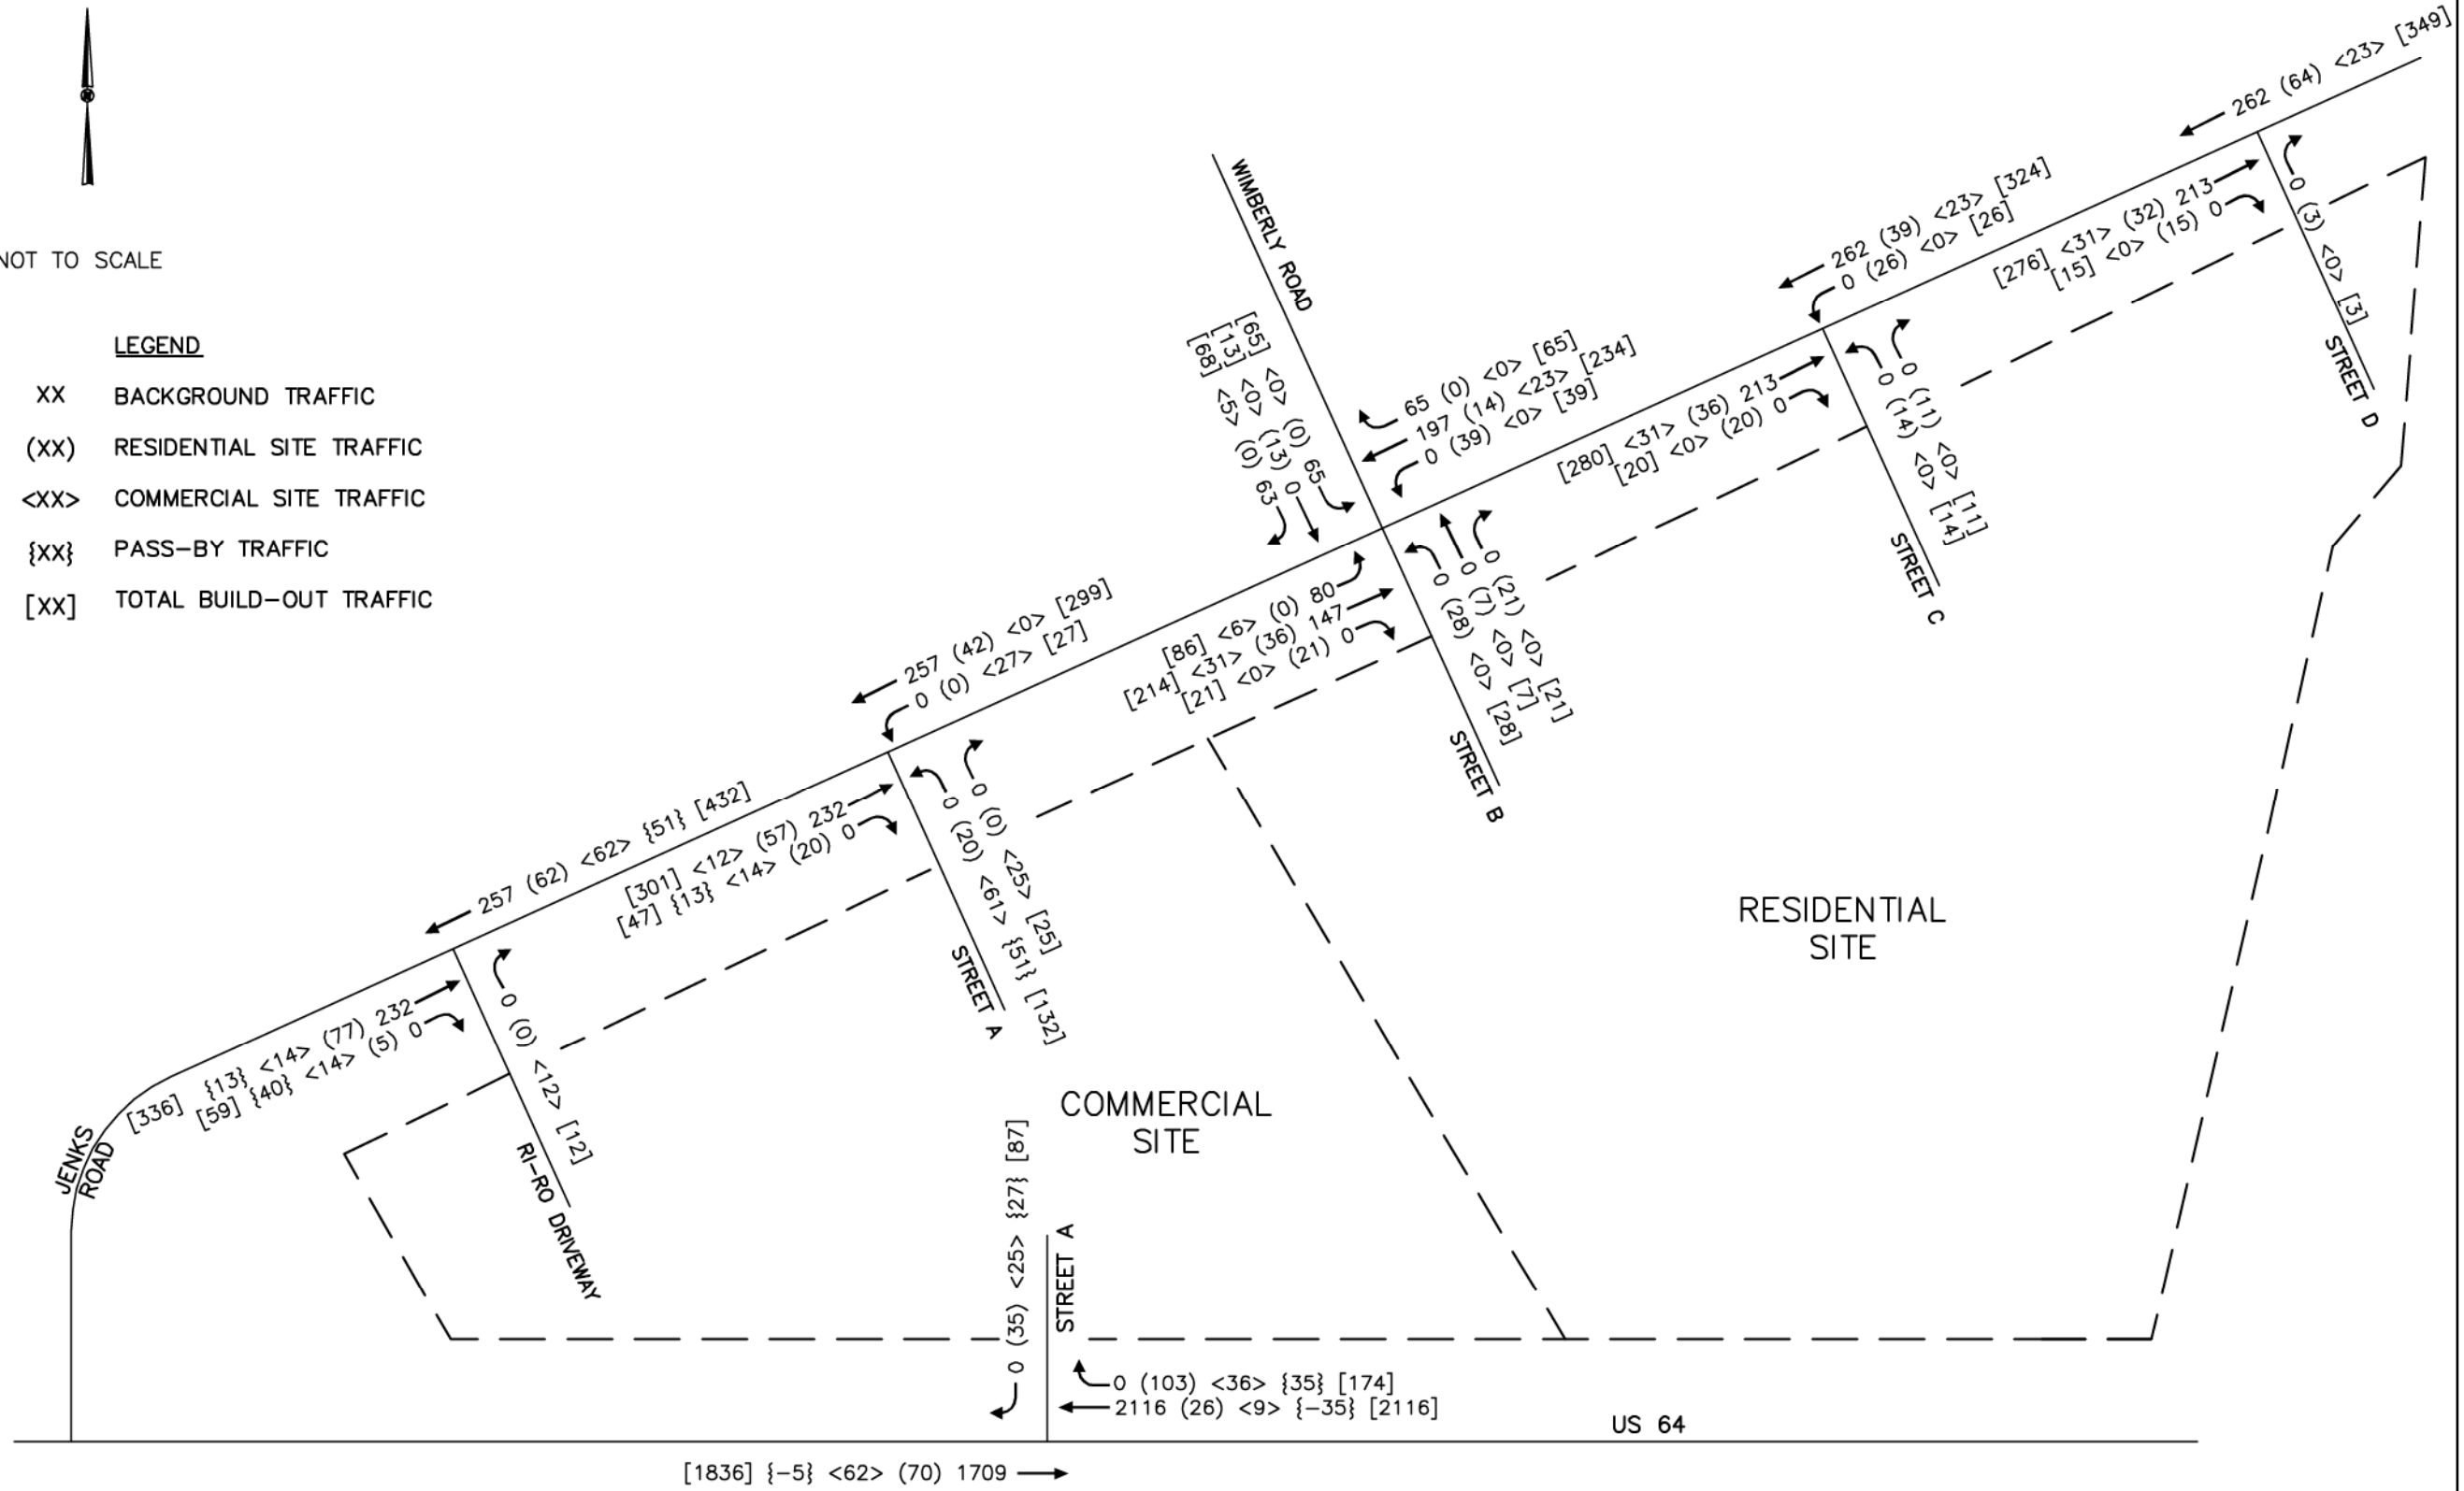 262 (64) <23> [349]
262 (39) <23> [324]
0 (26) <0> [26]
[276] <31> (32) 213
[15] <0> (15) 0
0 (3) <0> [3]
STREET D
WIMBERLY ROAD
NOT TO SCALE
LEGEND
XX BACKGROUND TRAFFIC
(XX) RESIDENTIAL SITE TRAFFIC
<XX> COMMERCIAL SITE TRAFFIC
{XX} PASS-BY TRAFFIC
[XX] TOTAL BUILD-OUT TRAFFIC
[65] <0> (0) 65
[13] <0> (13) 0
[68] <5> (0) 63
65 (0) <0> [65]
197 (14) <23> [234]
0 (39) <0> [39]
[280] <31> (36) 213
[20] <0> (20) 0
0 (11) <0> [11]
0 (14) <0> [14]
STREET C
257 (42) <0> [299]
0 (0) <27> [27]
[86] <6> (0) 80
[214] <31> (36) 147
[21] <0> (21) 0
0 (21) <0> [21]
0 (7) <0> [7]
0 (28) <0> [28]
STREET B
257 (62) <62> {51} [432]
[301] <12> (57) 232
[47] {13} <14> (20) 0
0 (0) <25> [25]
0 (20) <61> {51} [132]
STREET A
RESIDENTIAL
SITE
[336] {13} <14> (77) 232
[59] {40} <14> (5) 0
0 (0) <12> [12]
RI-RO DRIVEWAY
JENKS
ROAD
COMMERCIAL
SITE
0 (35) <25> {27} [87]
STREET A
0 (103) <36> {35} [174]
2116 (26) <9> {-35} [2116]
US 64
[1836] {-5} <62> (70) 1709